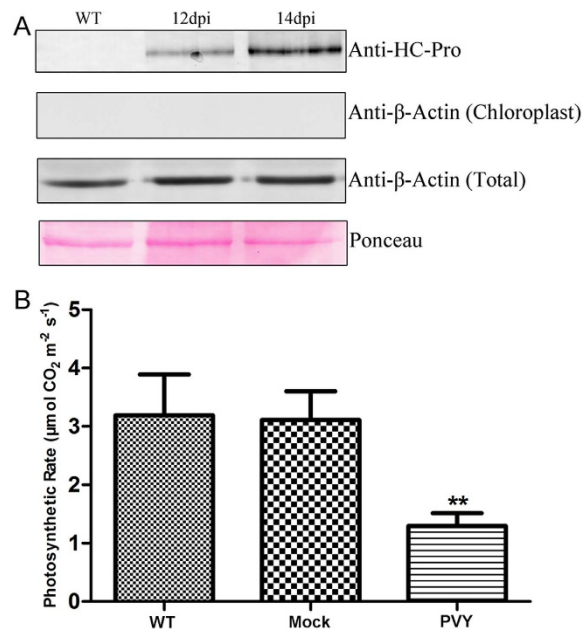 A
WT 12dpi 14dpi
Anti-HC-Pro
Anti-β-Actin (Chloroplast)
Anti-β-Actin (Total)
Ponceau
B
Photosynthetic Rate (μmol CO₂ m⁻² s⁻¹)
5
4
3
2
1
0
**
WT Mock PVY